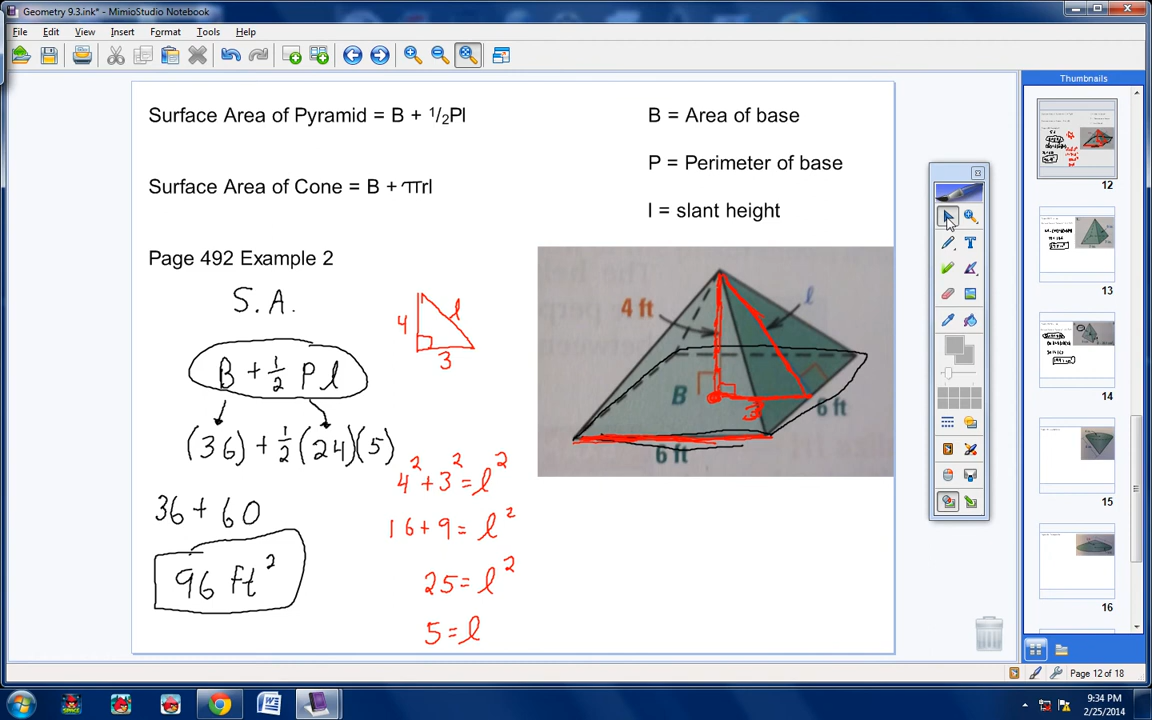 Geometry 9.3.ink* - MimioStudio Notebook
File Edit View Insert Format Tools Help
Thumbnails
Surface Area of Pyramid = B + 1/2Pl
B = Area of base
P = Perimeter of base
Surface Area of Cone = B + πrl
l = slant height
Page 492 Example 2
S.A.
B + 1/2 P l
(36) + 1/2 (24)(5)
36 + 60
96 ft²
4
l
3
4² + 3² = l²
16 + 9 = l²
25 = l²
5 = l
4 ft
l
B
3
6 ft
6 ft
12
13
14
15
16
Page 12 of 18
9:34 PM
2/25/2014